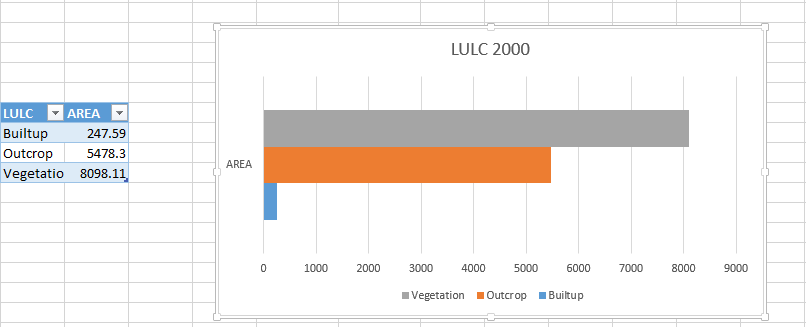 LULC 2000
LULC AREA
Builtup 247.59
Outcrop 5478.3
Vegetatio 8098.11
AREA
0 1000 2000 3000 4000 5000 6000 7000 8000 9000
Vegetation Outcrop Builtup